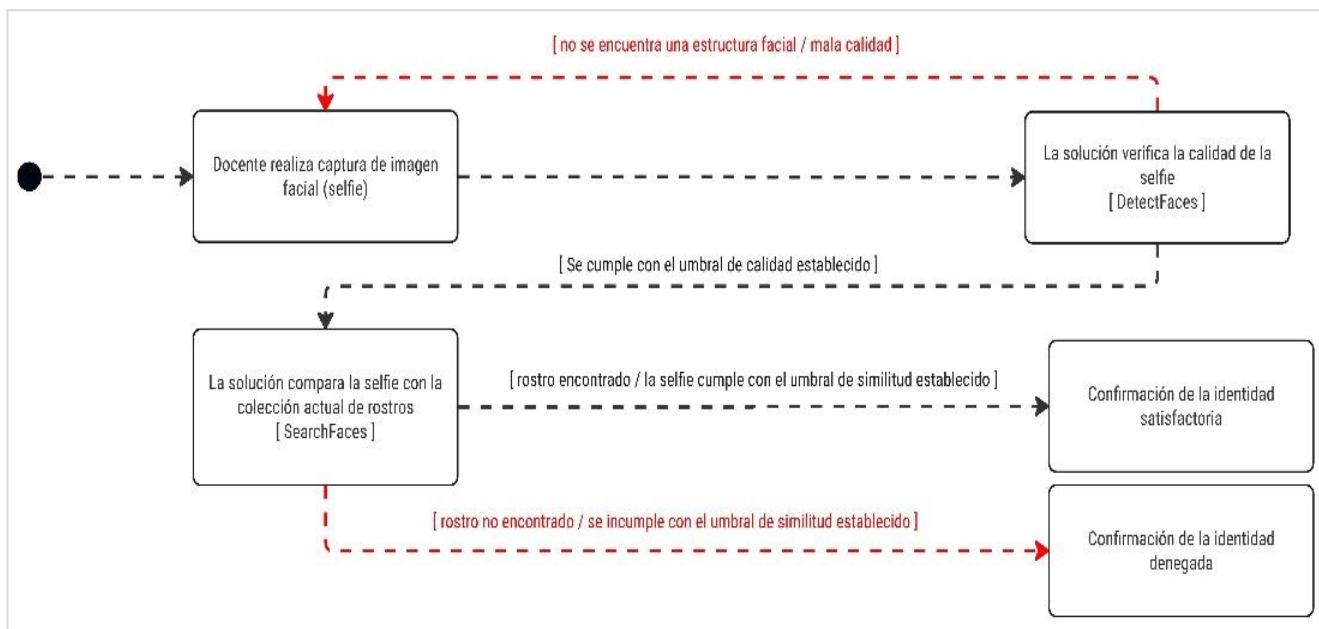 [ no se encuentra una estructura facial / mala calidad ]
Docente realiza captura de imagen
facial (selfie)
La solución verifica la calidad de la
selfie
[ DetectFaces ]
[ Se cumple con el umbral de calidad establecido ]
La solución compara la selfie con la
colección actual de rostros
[ SearchFaces ]
[ rostro encontrado / la selfie cumple con el umbral de similitud establecido ]
Confirmación de la identidad
satisfactoria
[ rostro no encontrado / se incumple con el umbral de similitud establecido ]
Confirmación de la identidad
denegada